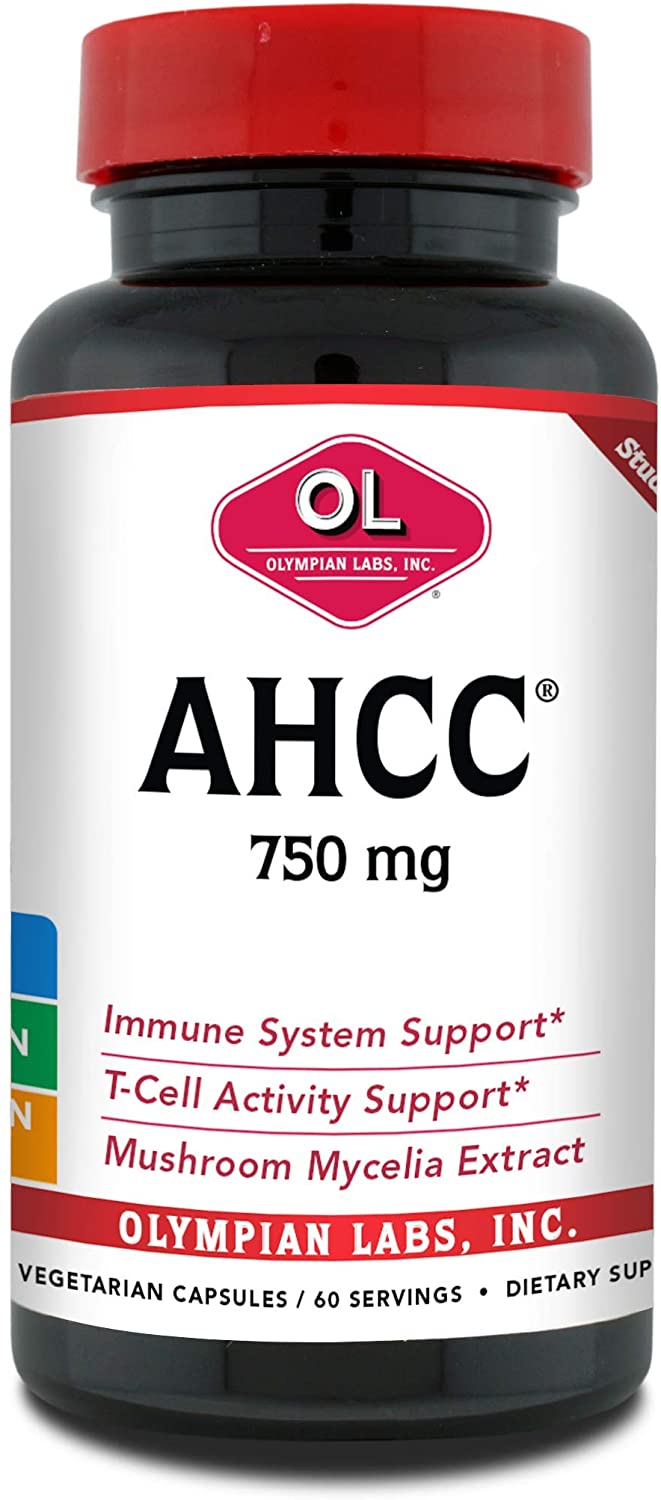 OL
OLYMPIAN LABS, INC.
®
AHCC®
750 mg
N
N
Immune System Support*
T-Cell Activity Support*
Mushroom Mycelia Extract
OLYMPIAN LABS, INC.
VEGETARIAN CAPSULES / 60 SERVINGS • DIETARY SUP